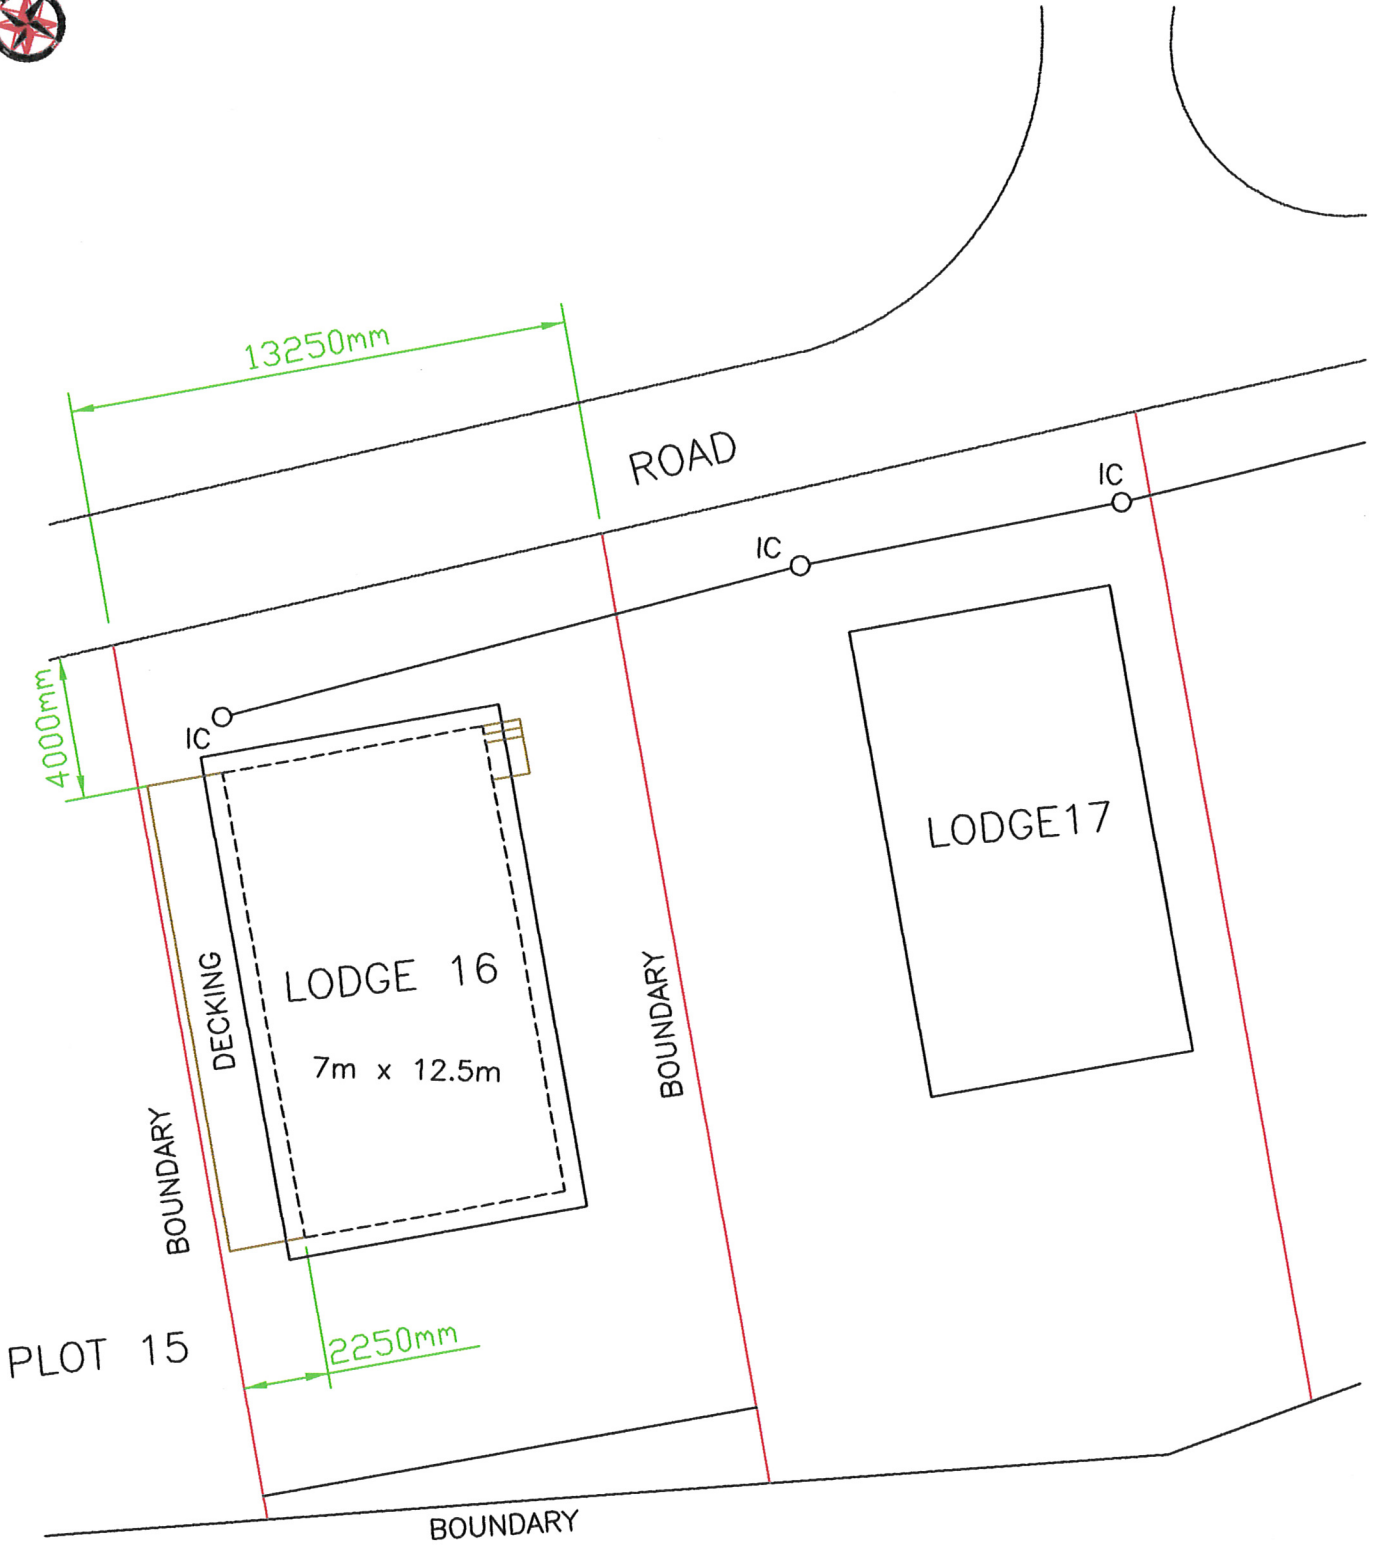 13250mm
ROAD
IC
IC
4000mm
IC
LODGE17
DECKING
LODGE 16
BOUNDARY
7m x 12.5m
BOUNDARY
PLOT 15
2250mm
BOUNDARY